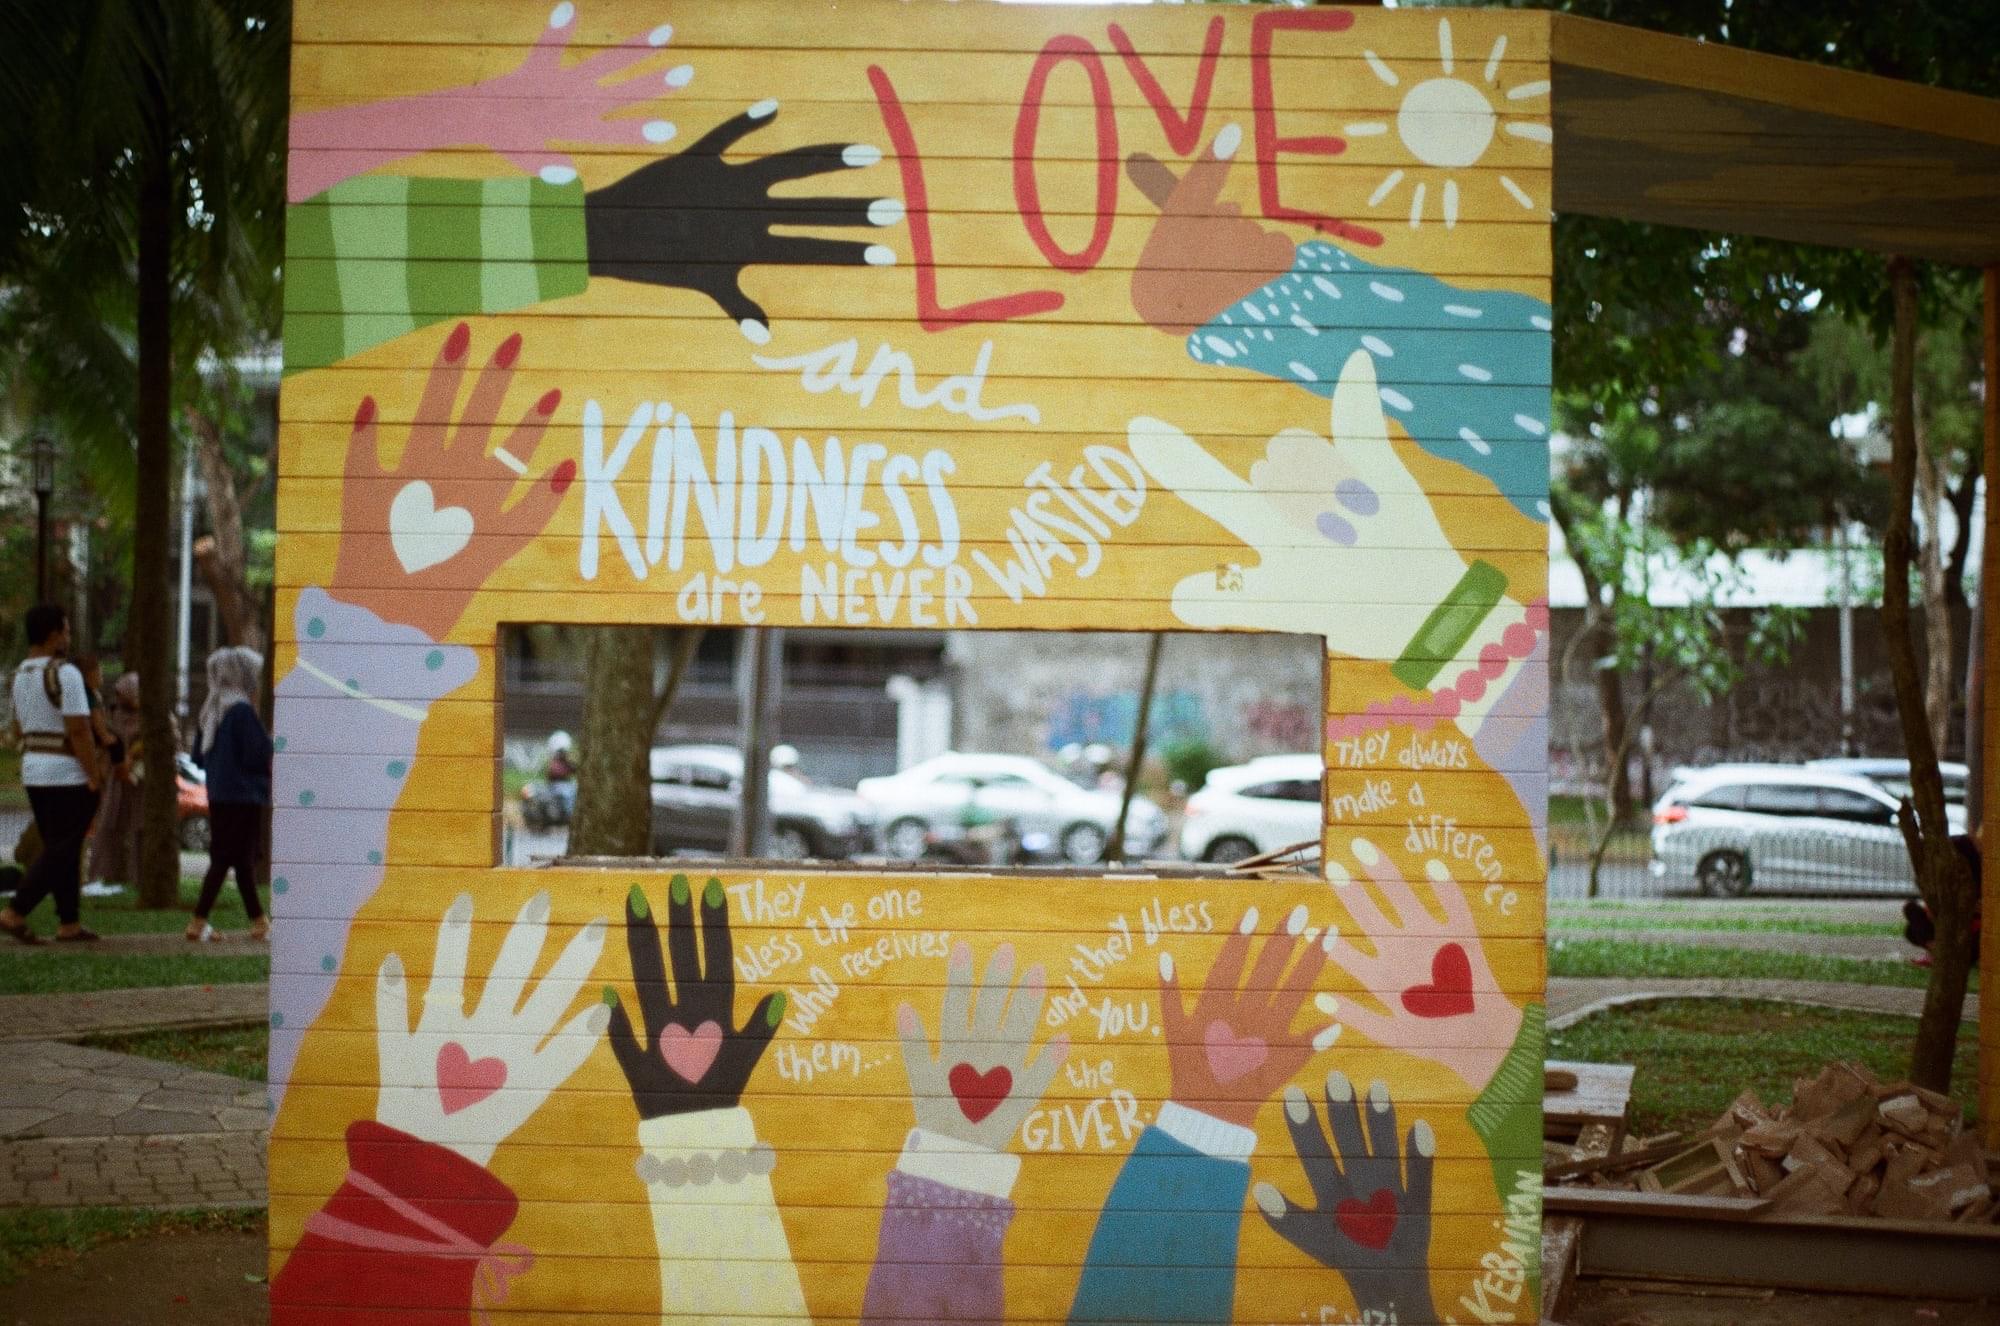 LOVE
and
KiNDNESS
are NEVER WASTED
They always
make a
difference
They
bless the one
who receives
them...
and they bless
YOU,
the
GIVER.
KEBAiKAN